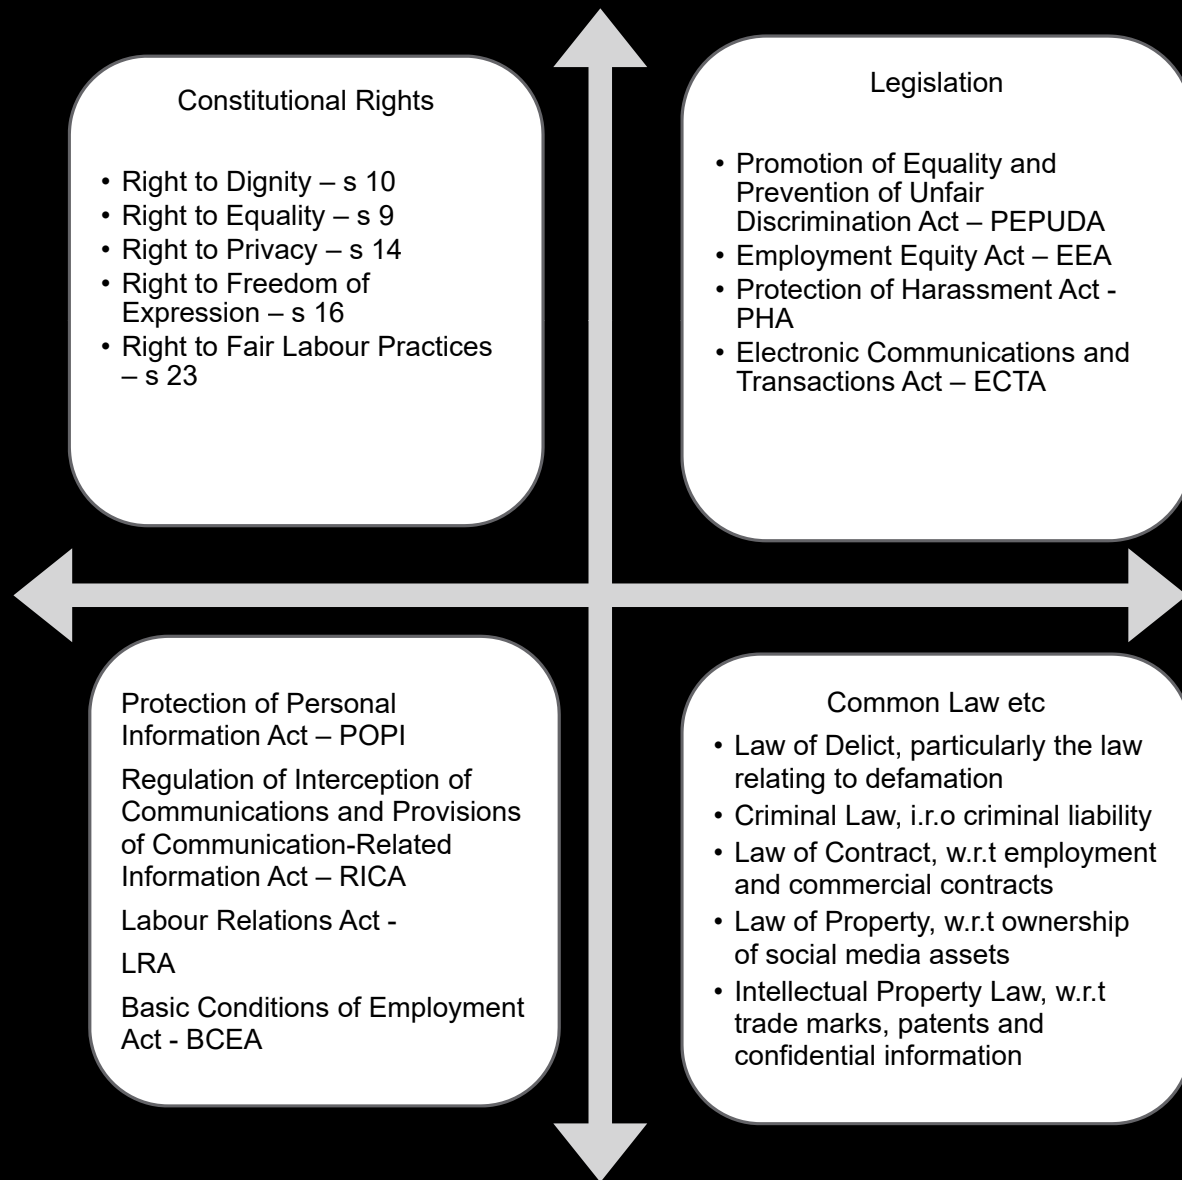 Constitutional Rights
• Right to Dignity – s 10
• Right to Equality – s 9
• Right to Privacy – s 14
• Right to Freedom of
Expression – s 16
• Right to Fair Labour Practices
– s 23
Legislation
• Promotion of Equality and
Prevention of Unfair
Discrimination Act – PEPUDA
• Employment Equity Act – EEA
• Protection of Harassment Act -
PHA
• Electronic Communications and
Transactions Act – ECTA
Protection of Personal
Information Act – POPI
Regulation of Interception of
Communications and Provisions
of Communication-Related
Information Act – RICA
Labour Relations Act -
LRA
Basic Conditions of Employment
Act - BCEA
Common Law etc
• Law of Delict, particularly the law
relating to defamation
• Criminal Law, i.r.o criminal liability
• Law of Contract, w.r.t employment
and commercial contracts
• Law of Property, w.r.t ownership
of social media assets
• Intellectual Property Law, w.r.t
trade marks, patents and
confidential information